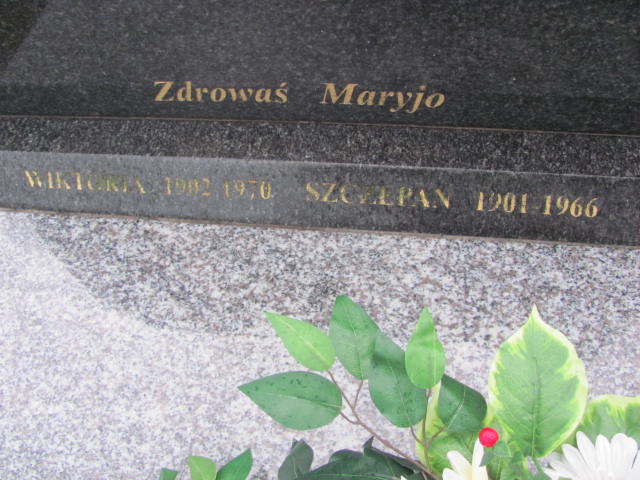 Zdrowaś Maryjo
WIKTORIA 1902 1970 SZCZEPAN 1901 1966